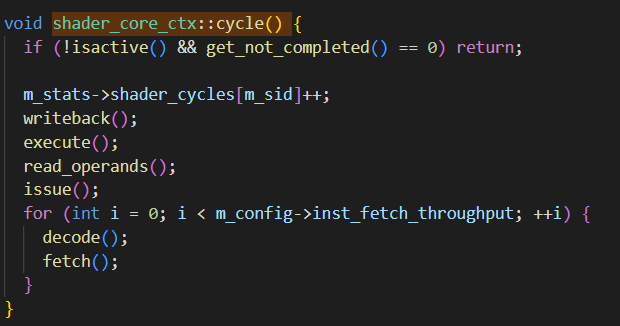 void shader_core_ctx::cycle() {
  if (!isactive() && get_not_completed() == 0) return;

  m_stats->shader_cycles[m_sid]++;
  writeback();
  execute();
  read_operands();
  issue();
  for (int i = 0; i < m_config->inst_fetch_throughput; ++i) {
    decode();
    fetch();
  }
}